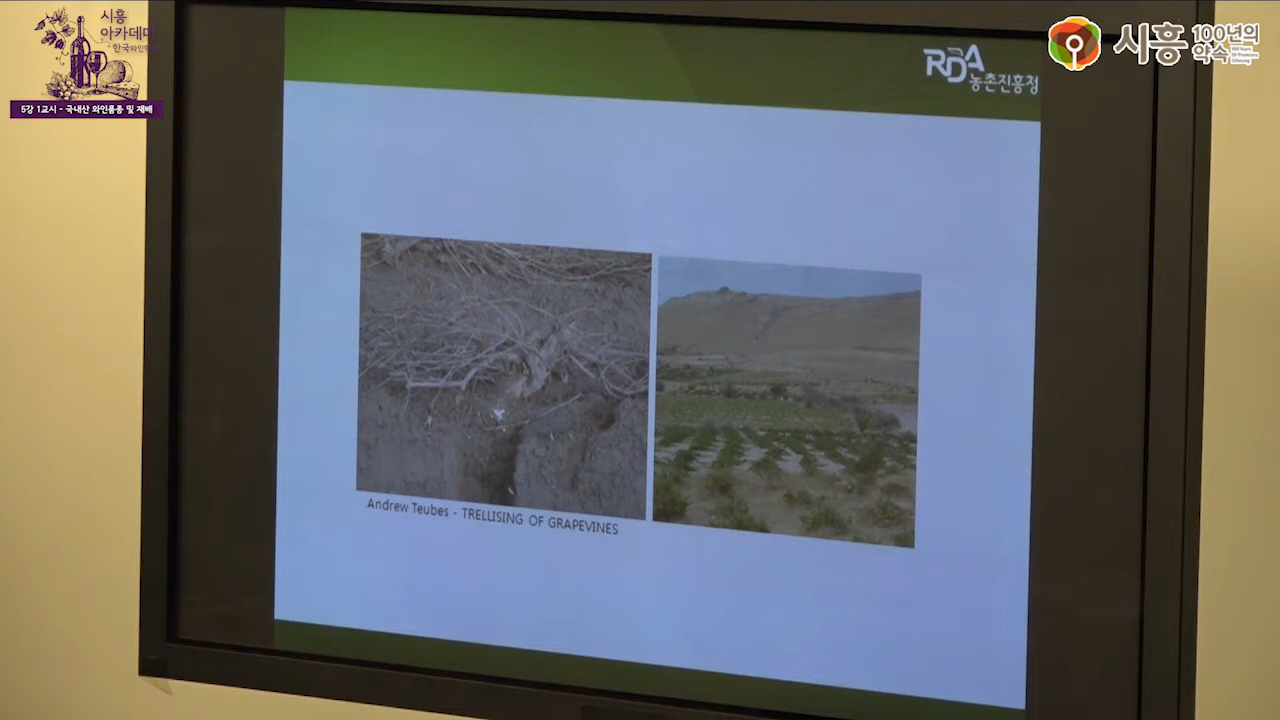 시흥
아카데미
한국와인학
5강 1교시 - 국내산 와인품종 및 재배
시흥
100년의
약속
RDA
농촌진흥청
Andrew Teubes - TRELLISING OF GRAPEVINES